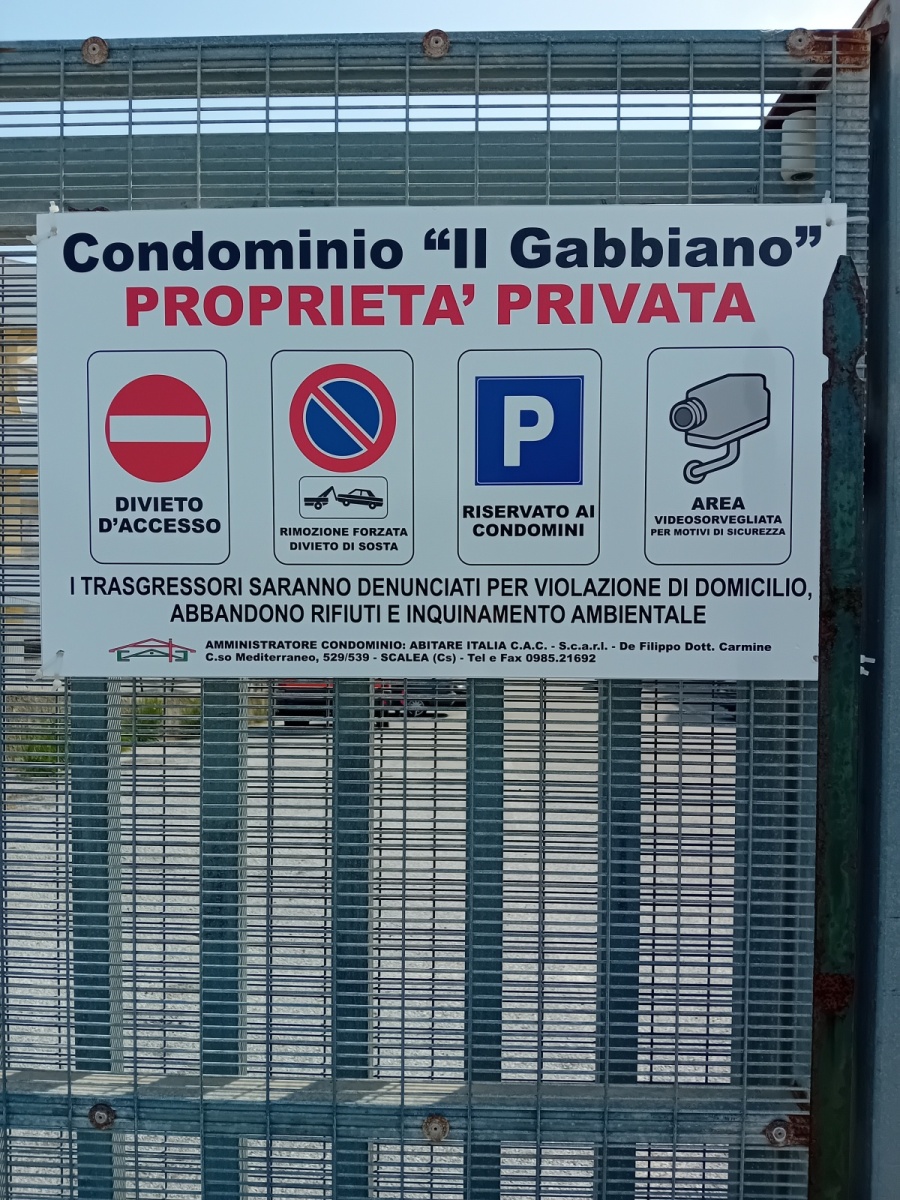 Condominio “Il Gabbiano”
PROPRIETA’ PRIVATA
DIVIETO
D’ACCESSO
RIMOZIONE FORZATA
DIVIETO DI SOSTA
P
RISERVATO AI
CONDOMINI
AREA
VIDEOSORVEGLIATA
PER MOTIVI DI SICUREZZA
I TRASGRESSORI SARANNO DENUNCIATI PER VIOLAZIONE DI DOMICILIO,
ABBANDONO RIFIUTI E INQUINAMENTO AMBIENTALE
AMMINISTRATORE CONDOMINIO: ABITARE ITALIA C.A.C. - S.c.a.r.l. - De Filippo Dott. Carmine
C.so Mediterraneo, 529/539 - SCALEA (Cs) - Tel e Fax 0985.21692